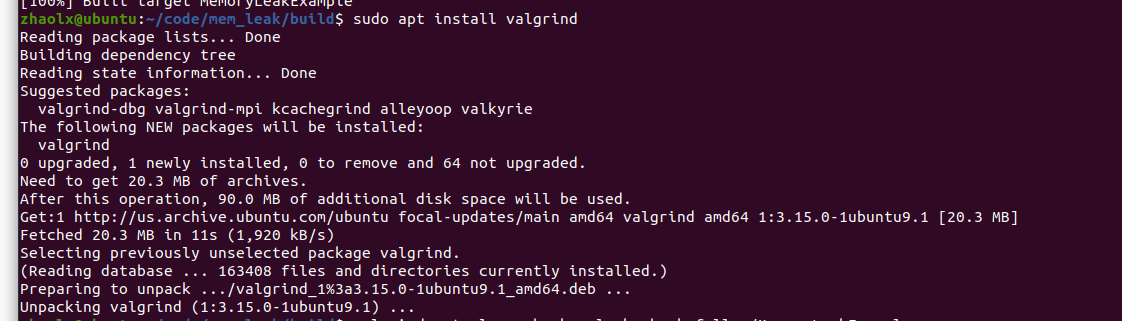 [100%] Built target MemoryLeakExample
zhaolx@ubuntu:~/code/mem_leak/build$ sudo apt install valgrind
Reading package lists... Done
Building dependency tree
Reading state information... Done
Suggested packages:
  valgrind-dbg valgrind-mpi kcachegrind alleyoop valkyrie
The following NEW packages will be installed:
  valgrind
0 upgraded, 1 newly installed, 0 to remove and 64 not upgraded.
Need to get 20.3 MB of archives.
After this operation, 90.0 MB of additional disk space will be used.
Get:1 http://us.archive.ubuntu.com/ubuntu focal-updates/main amd64 valgrind amd64 1:3.15.0-1ubuntu9.1 [20.3 MB]
Fetched 20.3 MB in 11s (1,920 kB/s)
Selecting previously unselected package valgrind.
(Reading database ... 163408 files and directories currently installed.)
Preparing to unpack .../valgrind_1%3a3.15.0-1ubuntu9.1_amd64.deb ...
Unpacking valgrind (1:3.15.0-1ubuntu9.1) ...